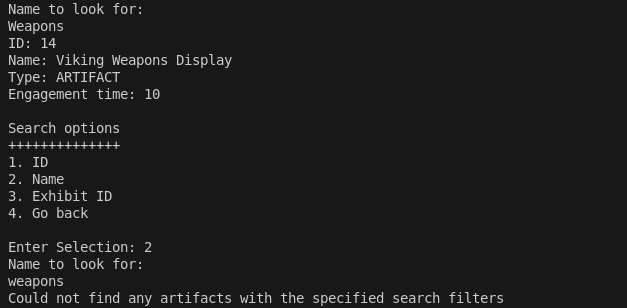 Name to look for:
Weapons
ID: 14
Name: Viking Weapons Display
Type: ARTIFACT
Engagement time: 10

Search options
++++++++++++++
1. ID
2. Name
3. Exhibit ID
4. Go back

Enter Selection: 2
Name to look for:
weapons
Could not find any artifacts with the specified search filters